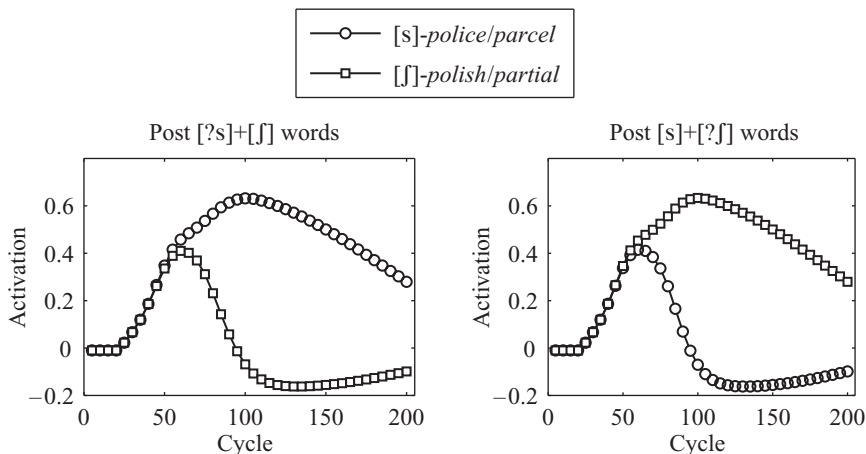 [s]-police/parcel
[ʃ]-polish/partial
Post [?s]+[ʃ] words
Post [s]+[?ʃ] words
Activation
0.6
0.4
0.2
0
−0.2
0 50 100 150 200
Cycle
Activation
0.6
0.4
0.2
0
−0.2
0 50 100 150 200
Cycle